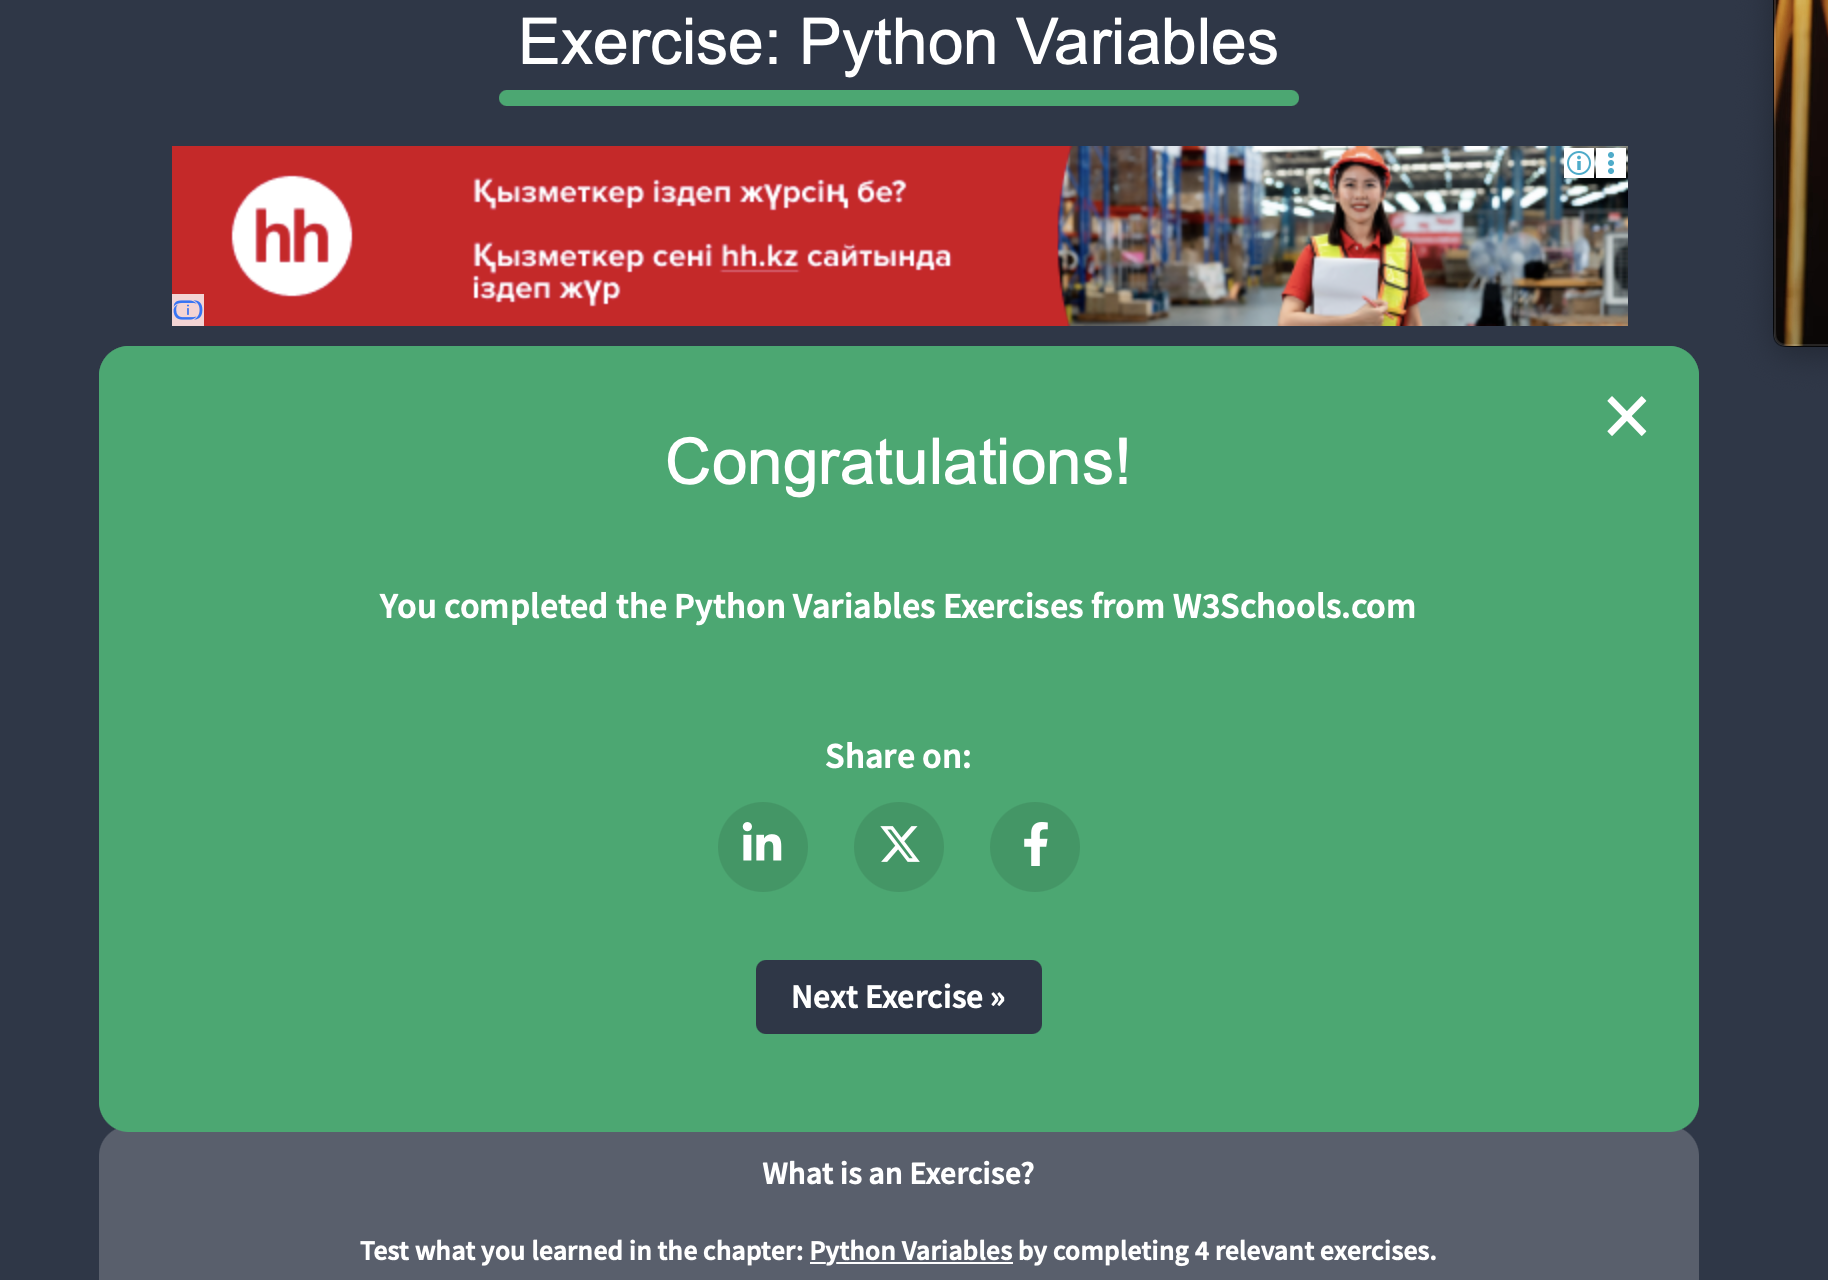 Exercise: Python Variables
hh
Қызметкер іздеп жүрсің бе?
Қызметкер сені hh.kz сайтында
іздеп жүр
×
Congratulations!
You completed the Python Variables Exercises from W3Schools.com
Share on:
in X f
Next Exercise »
What is an Exercise?
Test what you learned in the chapter: Python Variables by completing 4 relevant exercises.